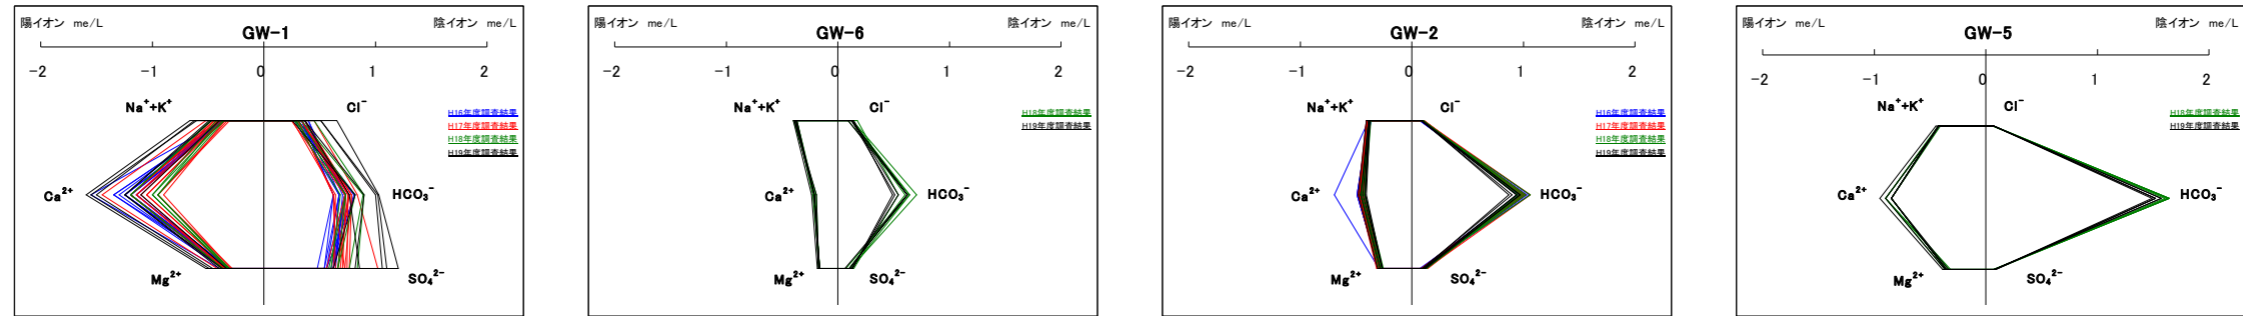 陽イオン me/L
陰イオン me/L
GW-1
-2 -1 0 1 2
Na⁺+K⁺
Cl⁻
H16年度調査結果
H17年度調査結果
H18年度調査結果
H19年度調査結果
Ca²⁺
HCO₃⁻
Mg²⁺
SO₄²⁻
陽イオン me/L
陰イオン me/L
GW-6
-2 -1 0 1 2
Na⁺+K⁺
Cl⁻
H18年度調査結果
H19年度調査結果
Ca²⁺
HCO₃⁻
Mg²⁺
SO₄²⁻
陽イオン me/L
陰イオン me/L
GW-2
-2 -1 0 1 2
Na⁺+K⁺
Cl⁻
H16年度調査結果
H17年度調査結果
H18年度調査結果
H19年度調査結果
Ca²⁺
HCO₃⁻
Mg²⁺
SO₄²⁻
陽イオン me/L
陰イオン me/L
GW-5
-2 -1 0 1 2
Na⁺+K⁺
Cl⁻
H18年度調査結果
H19年度調査結果
Ca²⁺
HCO₃⁻
Mg²⁺
SO₄²⁻